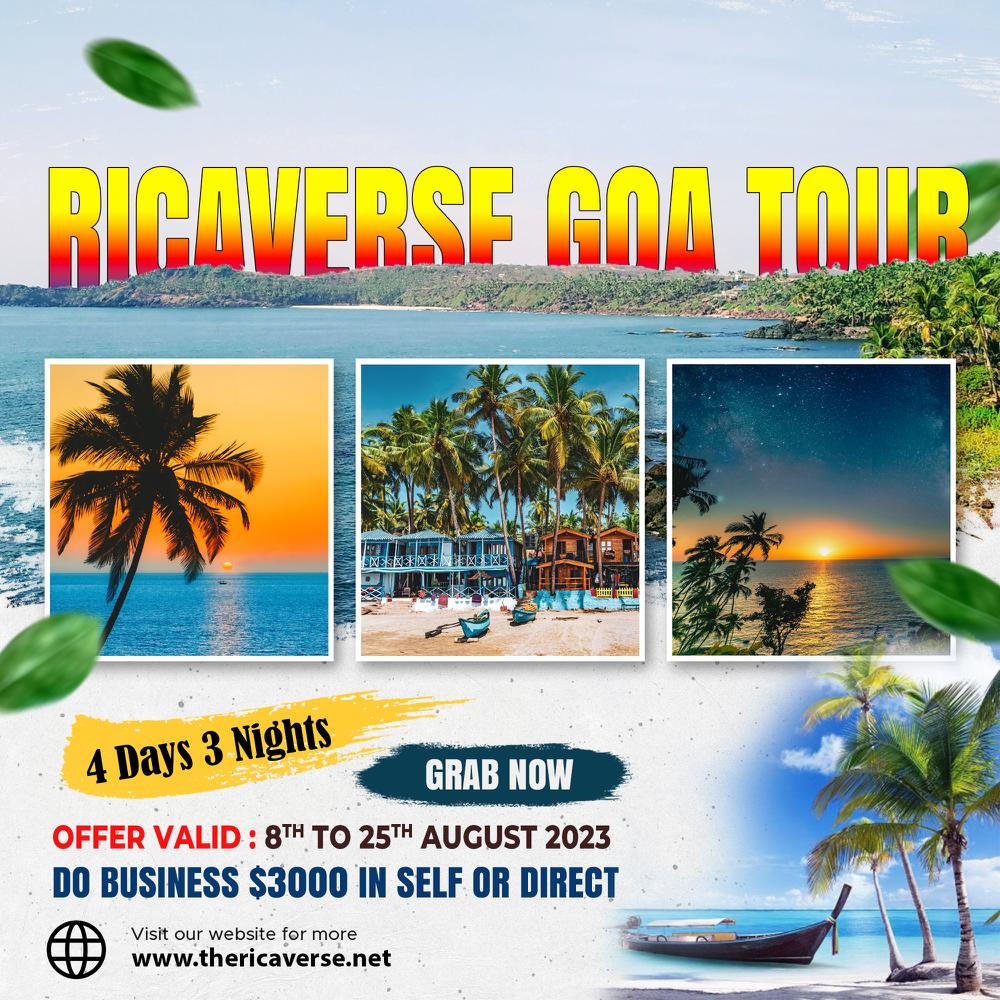 RICAVERSE GOA TOUR
4 Days 3 Nights
GRAB NOW
OFFER VALID : 8TH TO 25TH AUGUST 2023
DO BUSINESS $3000 IN SELF OR DIRECT
Visit our website for more
www.thericaverse.net